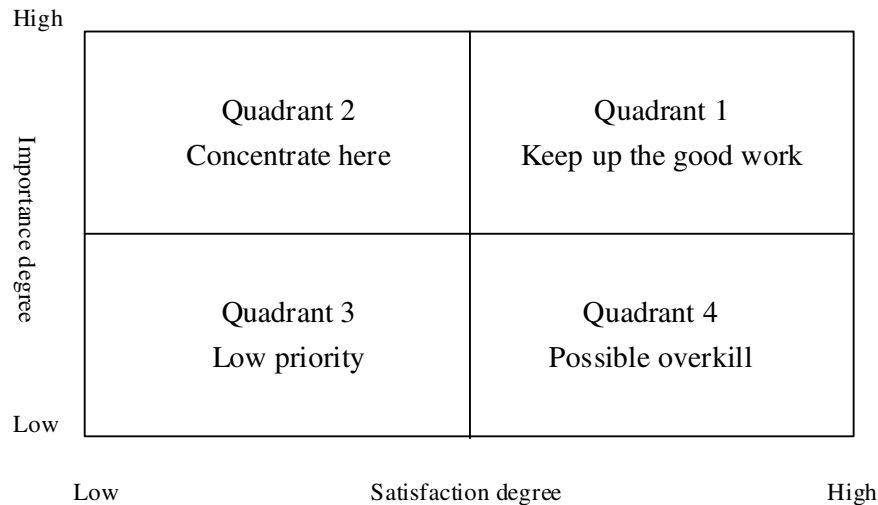 High
Quadrant 2
Concentrate here
Quadrant 1
Keep up the good work
Importance degree
Quadrant 3
Low priority
Quadrant 4
Possible overkill
Low
Low
Satisfaction degree
High